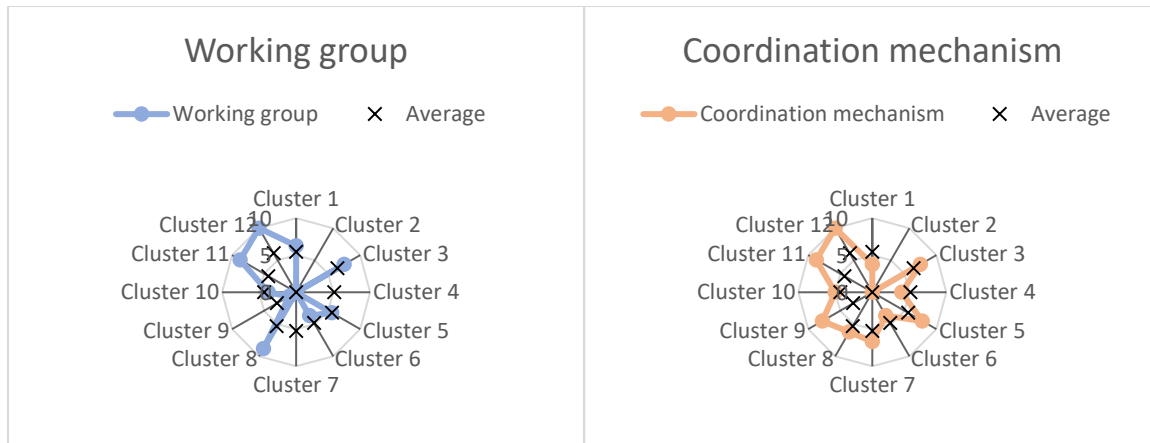 Working group
Working group
Average
Cluster 1
Cluster 2
Cluster 3
Cluster 4
Cluster 5
Cluster 6
Cluster 7
Cluster 8
Cluster 9
Cluster 10
Cluster 11
Cluster 12
10
5
0
Coordination mechanism
Coordination mechanism
Average
Cluster 1
Cluster 2
Cluster 3
Cluster 4
Cluster 5
Cluster 6
Cluster 7
Cluster 8
Cluster 9
Cluster 10
Cluster 11
Cluster 12
10
5
0